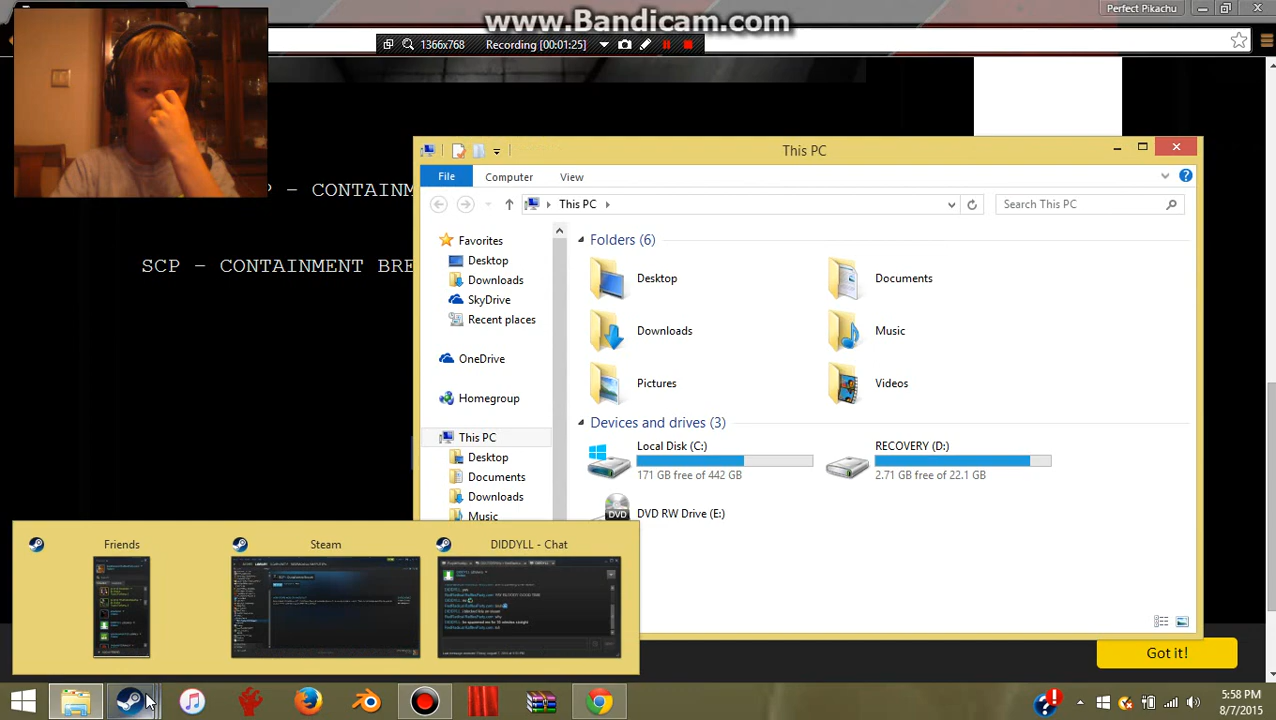 Perfect Pikachu
www.Bandicam.com
1366x768 Recording [00:01:25]
This PC
File Computer View
This PC
Search This PC
SCP - CONTAINMENT BRE
- CONTAINM
Favorites
Desktop
Downloads
SkyDrive
Recent places
OneDrive
Homegroup
This PC
Desktop
Documents
Downloads
Music
Folders (6)
Desktop
Documents
Downloads
Music
Pictures
Videos
Devices and drives (3)
Local Disk (C:)
171 GB free of 442 GB
RECOVERY (D:)
2.71 GB free of 22.1 GB
DVD
DVD RW Drive (E:)
Friends
Steam
DIDDYLL - Chat
Got it!
5:58 PM
8/7/2015